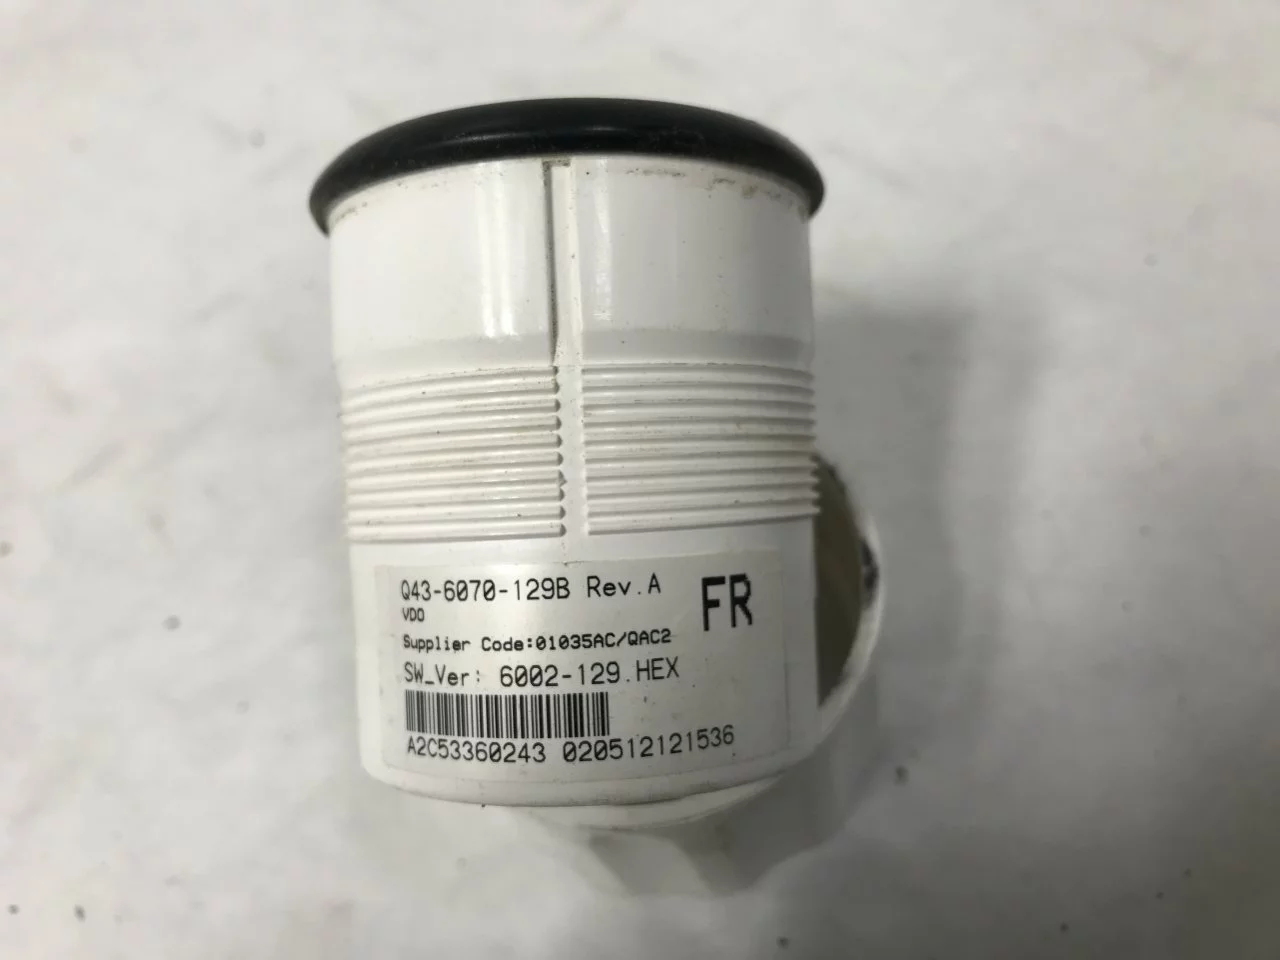 Q43-6070-129B Rev.A
FR
VDO
Supplier Code:01035AC/QAC2
SW_Ver: 6002-129.HEX
A2C53360243 020512121536